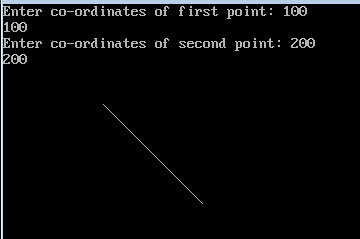 Enter co-ordinates of first point: 100
100
Enter co-ordinates of second point: 200
200